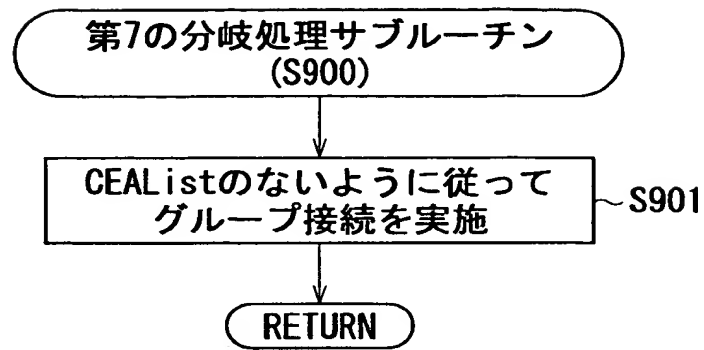 第7の分岐処理サブルーチン
(S900)
CEAListのないように従って
グループ接続を実施
S901
RETURN